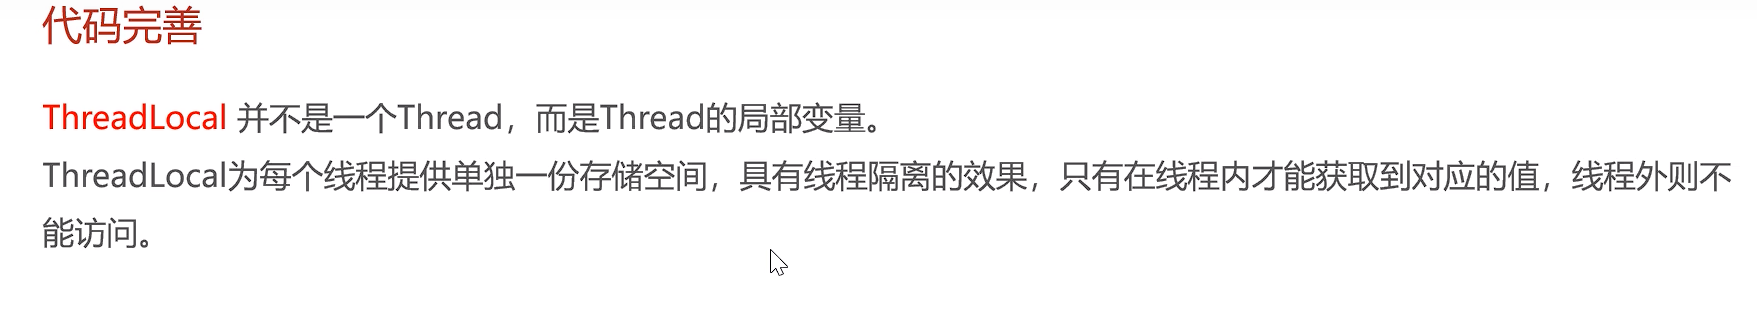 代码完善
ThreadLocal 并不是一个Thread，而是Thread的局部变量。
ThreadLocal为每个线程提供单独一份存储空间，具有线程隔离的效果，只有在线程内才能获取到对应的值，线程外则不
能访问。